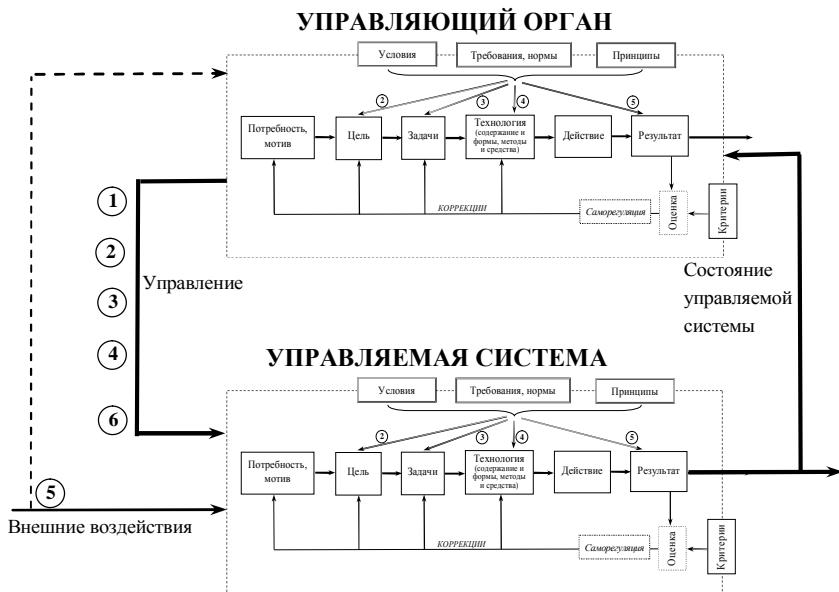 УПРАВЛЯЮЩИЙ ОРГАН
Условия
Требования, нормы
Принципы
2
3
4
5
Потребность,
мотив
Цель
Задачи
Технология
(содержание и
формы, методы
и средства)
Действие
Результат
КОРРЕКЦИИ
Саморегуляция
Оценка
Критерии
1
2
3
4
6
Управление
Состояние
управляемой
системы
УПРАВЛЯЕМАЯ СИСТЕМА
Условия
Требования, нормы
Принципы
2
3
4
5
Потребность,
мотив
Цель
Задачи
Технология
(содержание и
формы, методы
и средства)
Действие
Результат
КОРРЕКЦИИ
Саморегуляция
Оценка
Критерии
5
Внешние воздействия